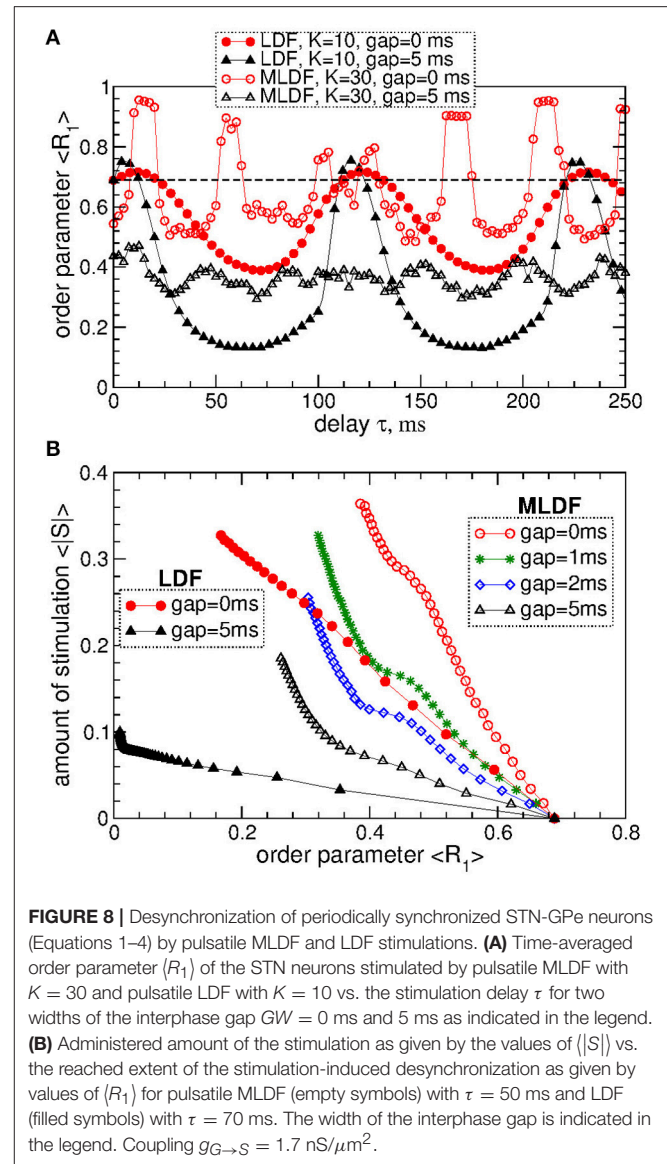 A
LDF, K=10, gap=0 ms
LDF, K=10, gap=5 ms
MLDF, K=30, gap=0 ms
MLDF, K=30, gap=5 ms
1
0.8
0.6
0.4
0.2
0
order parameter <R₁>
0 50 100 150 200 250
delay τ, ms
B
0.4
0.3
0.2
0.1
0
amount of stimulation <|S|>
LDF
gap=0ms
gap=5ms
MLDF
gap=0ms
gap=1ms
gap=2ms
gap=5ms
0 0.2 0.4 0.6 0.8
order parameter <R₁>
FIGURE 8 | Desynchronization of periodically synchronized STN-GPe neurons
(Equations 1–4) by pulsatile MLDF and LDF stimulations. (A) Time-averaged
order parameter ⟨R₁⟩ of the STN neurons stimulated by pulsatile MLDF with
K = 30 and pulsatile LDF with K = 10 vs. the stimulation delay τ for two
widths of the interphase gap GW = 0 ms and 5 ms as indicated in the legend.
(B) Administered amount of the stimulation as given by the values of ⟨|S|⟩ vs.
the reached extent of the stimulation-induced desynchronization as given by
values of ⟨R₁⟩ for pulsatile MLDF (empty symbols) with τ = 50 ms and LDF
(filled symbols) with τ = 70 ms. The width of the interphase gap is indicated in
the legend. Coupling g_{G→S} = 1.7 nS/μm².